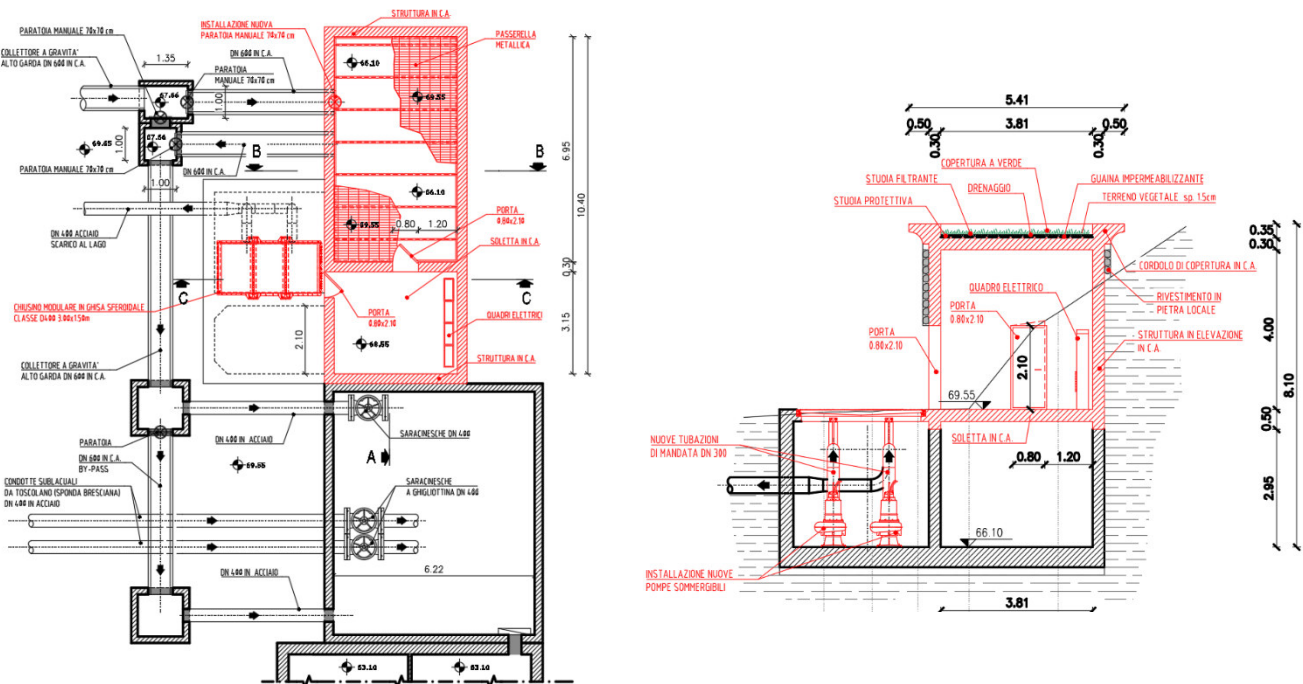 STRUTTURA IN C.A.
PARATOIA MANUALE 70x70 cm
INSTALLAZIONE NUOVA
PARATOIA MANUALE 70x70 cm
PASSERELLA
METALLICA
COLLETTORE A GRAVITA'
ALTO GARDA DN 600 IN C.A.
1.35
DN 600 IN C.A.
PARATOIA
MANUALE 70x70 cm
66.10
69.55
67.56
1.00
1.00
67.56
69.65
B
B
6.95
PARATOIA MANUALE 70x70 cm
DN 600 IN C.A.
1.00
66.10
10.40
PORTA
0.80x2.10
0.80
1.20
69.55
SOLETTA IN C.A.
DN 400 ACCIAIO
SCARICO AL LAGO
0.30
C
C
CHIUSINO MODULARE IN GHISA SFEROIDALE
CLASSE D400 3.00x1.50m
PORTA
0.80x2.10
QUADRI ELETTRICI
3.15
2.10
68.55
STRUTTURA IN C.A.
COLLETTORE A GRAVITA'
ALTO GARDA DN 600 IN C.A.
DN 400 IN ACCIAIO
SARACINESCHE DN 400
PARATOIA
A
DN 600 IN C.A.
BY-PASS
69.55
CONDOTTE SUBLACUALI
DA TOSCOLANO (SPONDA BRESCIANA)
DN 400 IN ACCIAIO
SARACINESCHE
A GHIGLIOTTINA DN 400
DN 400 IN ACCIAIO
6.22
63.10
63.10
5.41
0.50
3.81
0.50
0.30
0.30
COPERTURA A VERDE
STUOIA FILTRANTE
DRENAGGIO
GUAINA IMPERMEABILIZZANTE
STUOIA PROTETTIVA
TERRENO VEGETALE sp. 15cm
0.35
0.30
CORDOLO DI COPERTURA IN C.A.
QUADRO ELETTRICO
RIVESTIMENTO IN
PIETRA LOCALE
PORTA
0.80x2.10
PORTA
0.80x2.10
STRUTTURA IN ELEVAZIONE
IN C.A.
4.00
2.10
8.10
69.55
0.50
SOLETTA IN C.A.
NUOVE TUBAZIONI
DI MANDATA DN 300
0.80
1.20
2.95
66.10
INSTALLAZIONE NUOVE
POMPE SOMMERGIBILI
3.81